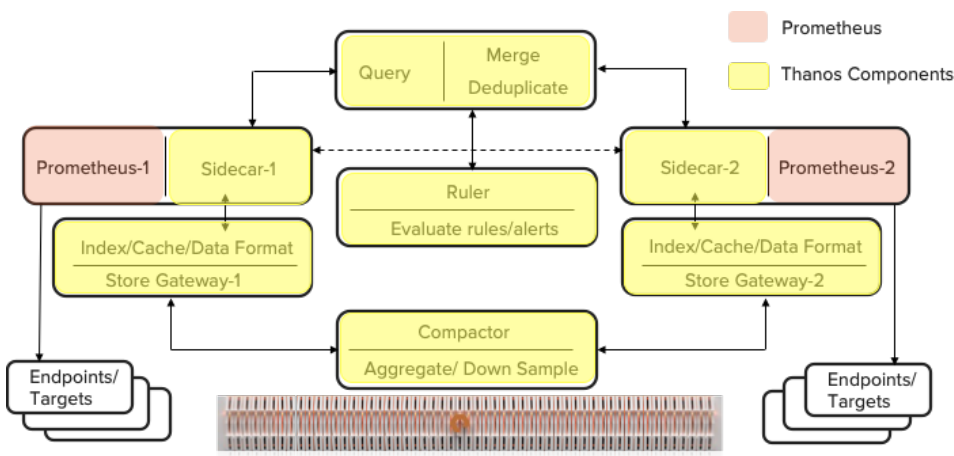 Prometheus
Thanos Components
Query
Merge
Deduplicate
Prometheus-1
Sidecar-1
Sidecar-2
Prometheus-2
Ruler
Evaluate rules/alerts
Index/Cache/Data Format
Store Gateway-1
Index/Cache/Data Format
Store Gateway-2
Compactor
Aggregate/ Down Sample
Endpoints/
Targets
Endpoints/
Targets